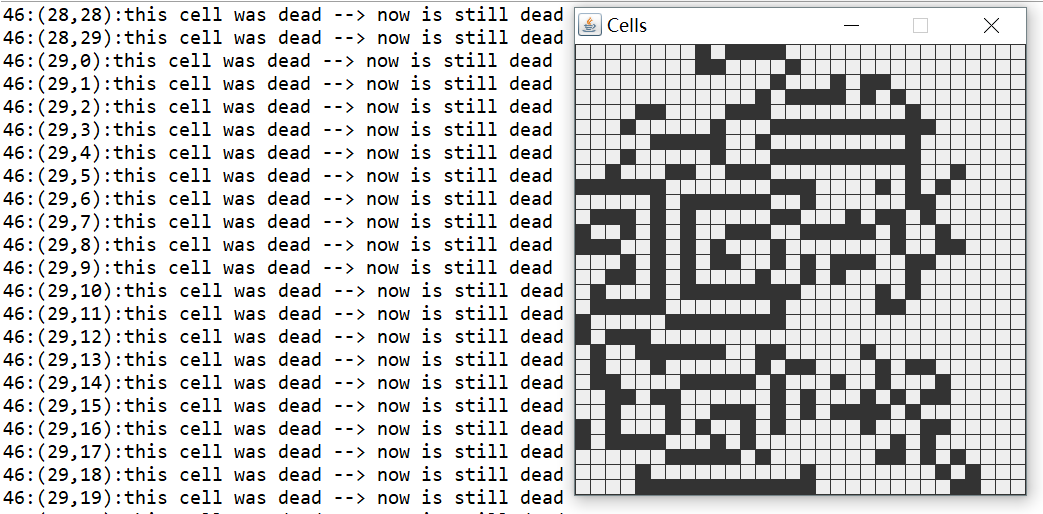 46:(28,28):this cell was dead --> now is still dead
46:(28,29):this cell was dead --> now is still dead
46:(29,0):this cell was dead --> now is still dead
46:(29,1):this cell was dead --> now is still dead
46:(29,2):this cell was dead --> now is still dead
46:(29,3):this cell was dead --> now is still dead
46:(29,4):this cell was dead --> now is still dead
46:(29,5):this cell was dead --> now is still dead
46:(29,6):this cell was dead --> now is still dead
46:(29,7):this cell was dead --> now is still dead
46:(29,8):this cell was dead --> now is still dead
46:(29,9):this cell was dead --> now is still dead
46:(29,10):this cell was dead --> now is still dead
46:(29,11):this cell was dead --> now is still dead
46:(29,12):this cell was dead --> now is still dead
46:(29,13):this cell was dead --> now is still dead
46:(29,14):this cell was dead --> now is still dead
46:(29,15):this cell was dead --> now is still dead
46:(29,16):this cell was dead --> now is still dead
46:(29,17):this cell was dead --> now is still dead
46:(29,18):this cell was dead --> now is still dead
46:(29,19):this cell was dead --> now is still dead
Cells